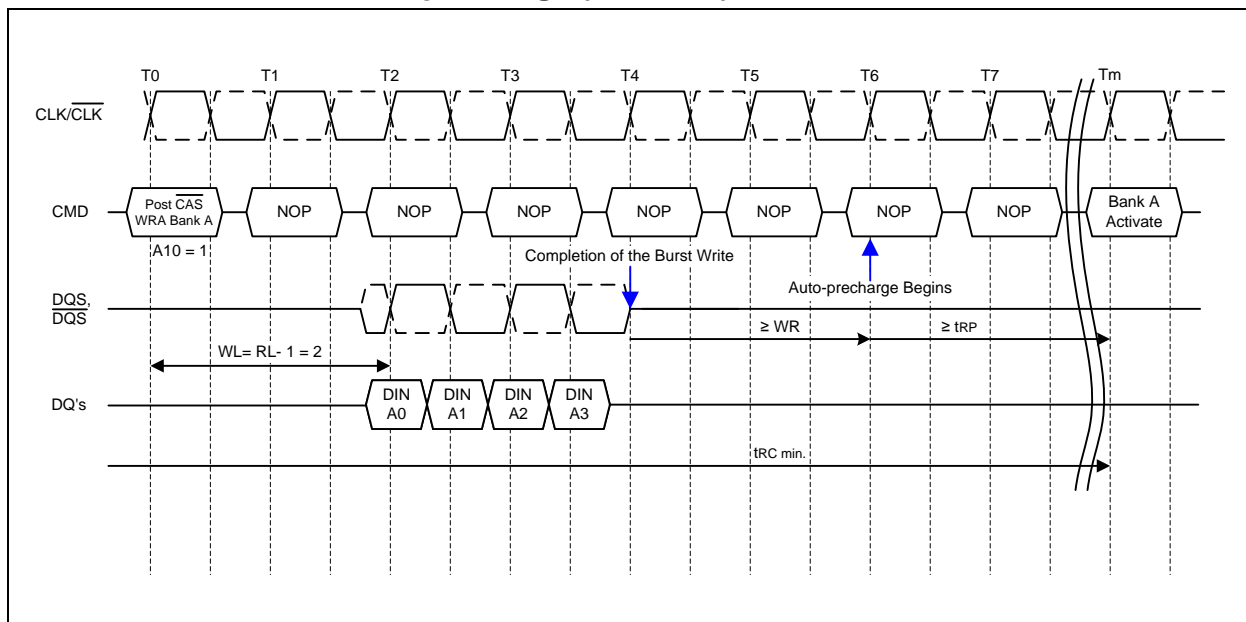 T0 T1 T2 T3 T4 T5 T6 T7 Tm
CLK/CLK
CMD
Post CAS
WRA Bank A
NOP NOP NOP NOP NOP NOP NOP
Bank A
Activate
A10 = 1
Completion of the Burst Write
Auto-precharge Begins
DQS,
DQS
≥ WR
≥ tRP
WL= RL- 1 = 2
DQ's
DIN
A0
DIN
A1
DIN
A2
DIN
A3
tRC min.